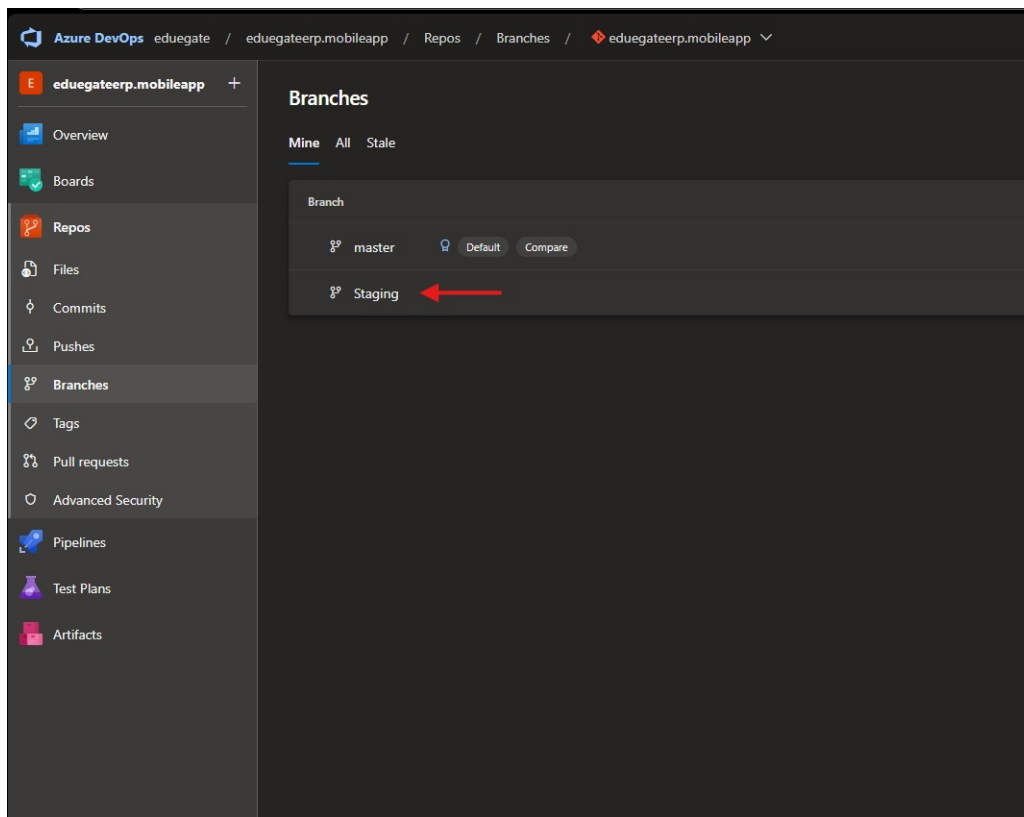 Azure DevOps eduegate / eduegateerp.mobileapp / Repos / Branches / eduegateerp.mobileapp
E eduegateerp.mobileapp +
Overview
Boards
Repos
Files
Commits
Pushes
Branches
Tags
Pull requests
Advanced Security
Pipelines
Test Plans
Artifacts
Branches
Mine All Stale
Branch
master Default Compare
Staging